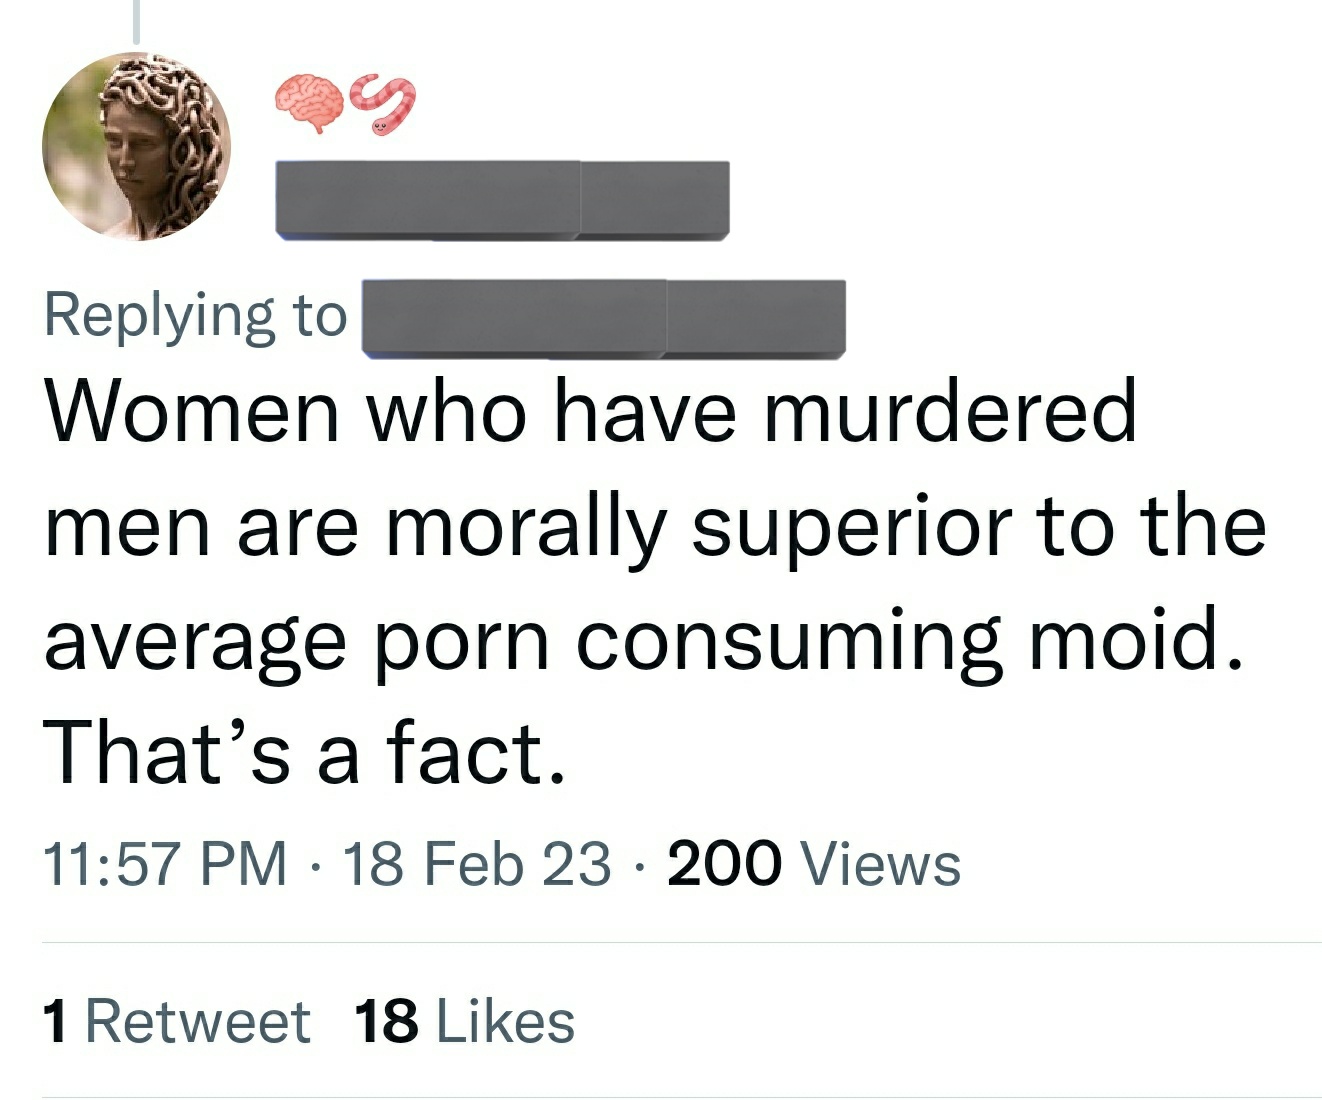 Replying to
Women who have murdered
men are morally superior to the
average porn consuming moid.
That’s a fact.
11:57 PM · 18 Feb 23 · 200 Views
1 Retweet 18 Likes